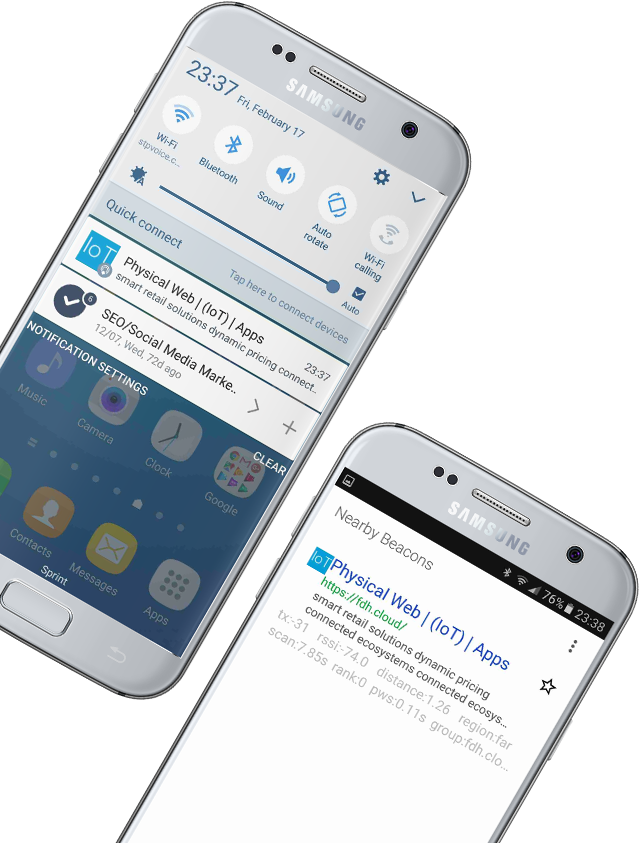 SAMSUNG
23:37 Fri, February 17
Wi-Fi
stpvoice.c..
Bluetooth
Sound
Auto
rotate
Wi-Fi
calling
A
Auto
Quick connect
Tap here to connect devices
IoT
Physical Web | (IoT) | Apps
smart retail solutions dynamic pricing connect..
23:37
6
SEO/Social Media Marke..
12/07, Wed, 72d ago
NOTIFICATION SETTINGS
CLEAR
Music
Camera
Clock
Google
Contacts
Messages
Apps
Sprint
SAMSUNG
76% 23:38
Nearby Beacons
IoT
Physical Web | (IoT) | Apps
https://fdh.cloud/
smart retail solutions dynamic pricing
connected ecosystems connected ecosys...
tx:-31 rssi:-74.0 distance:1.26 region:far
scan:7.85s rank:0 pws:0.11s group:fdh.clo...